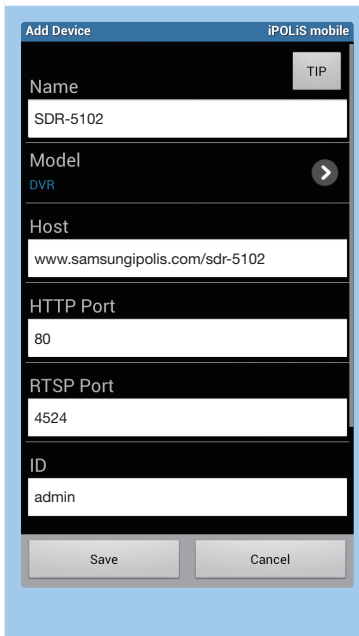 Add Device iPOLiS mobile
TIP
Name
SDR-5102
Model
DVR
Host
www.samsungipolis.com/sdr-5102
HTTP Port
80
RTSP Port
4524
ID
admin
Save Cancel